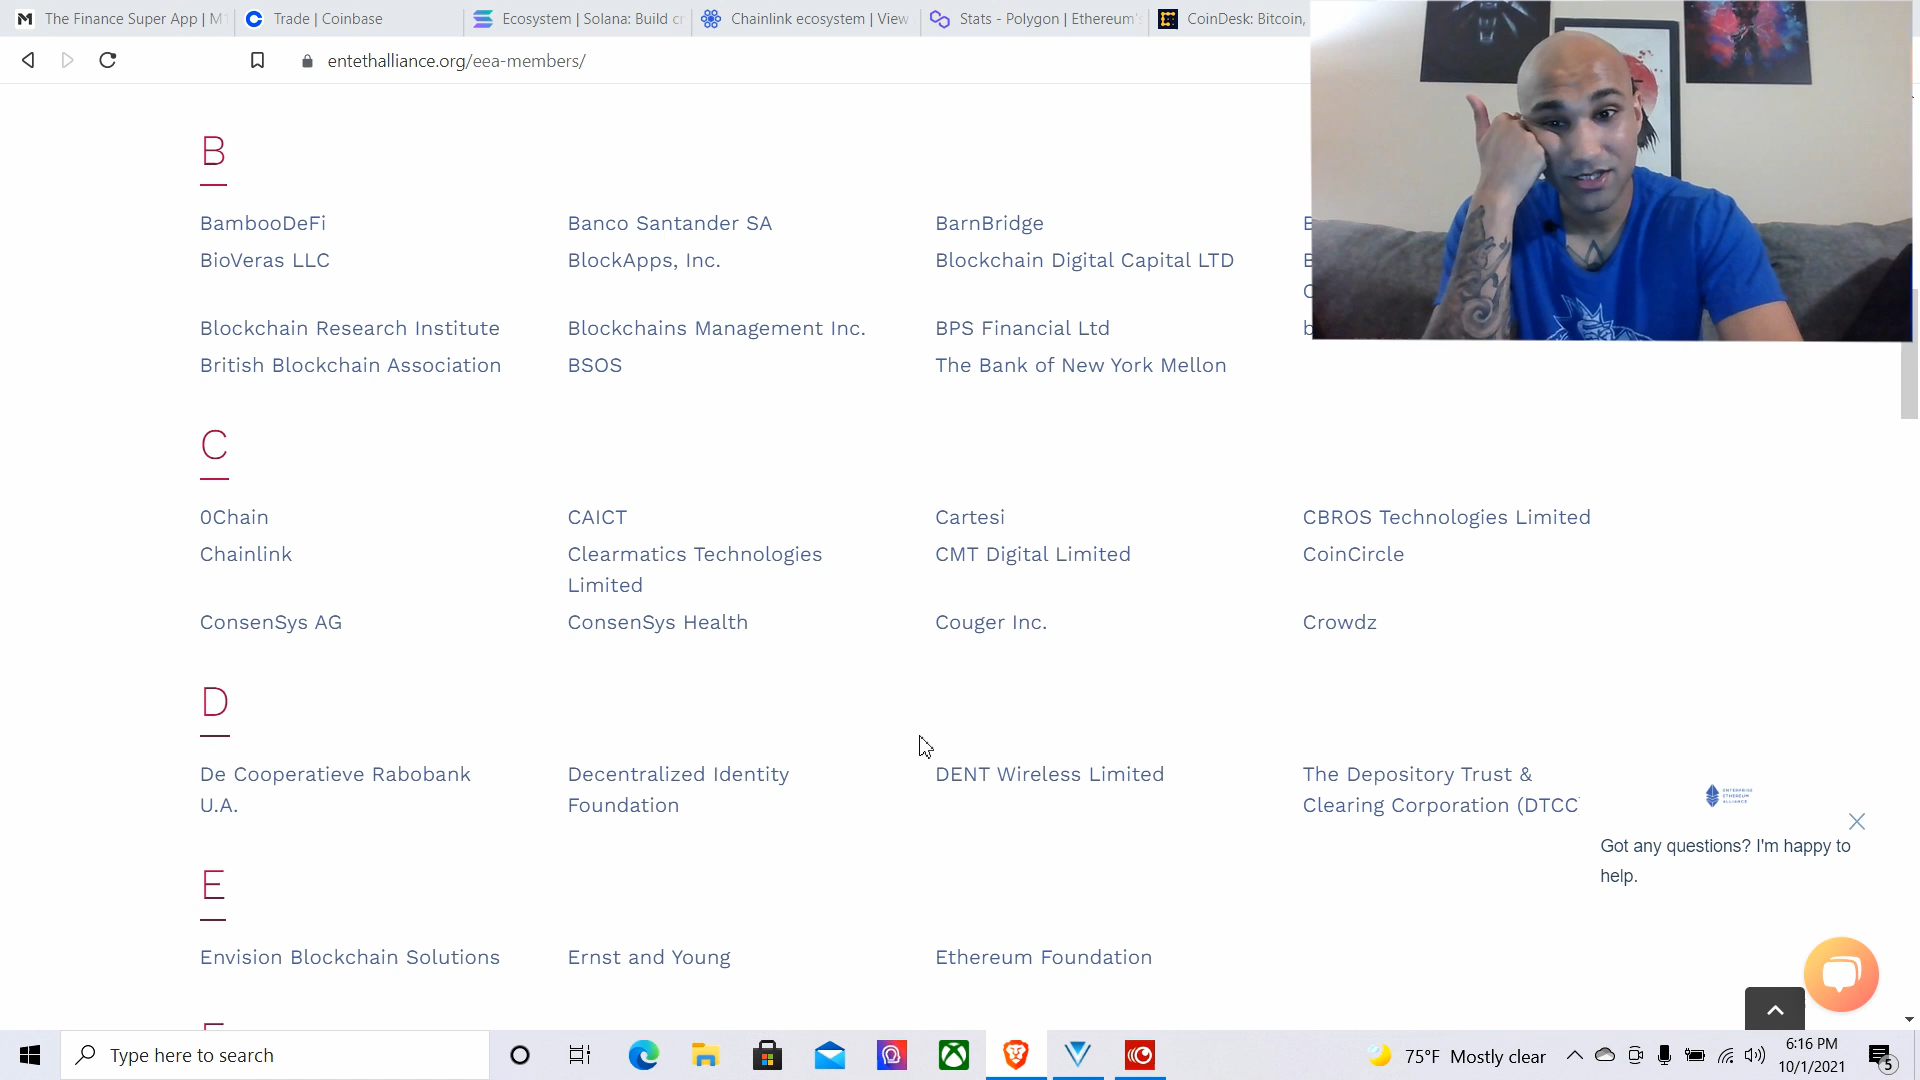 The Finance Super App | M
Trade | Coinbase
Ecosystem | Solana: Build cr
Chainlink ecosystem | View
Stats - Polygon | Ethereum's
CoinDesk: Bitcoin,
entethalliance.org/eea-members/
B
BambooDeFi
Banco Santander SA
BarnBridge
BioVeras LLC
BlockApps, Inc.
Blockchain Digital Capital LTD
Blockchain Research Institute
Blockchains Management Inc.
BPS Financial Ltd
British Blockchain Association
BSOS
The Bank of New York Mellon
C
0Chain
CAICT
Cartesi
CBROS Technologies Limited
Chainlink
Clearmatics Technologies
Limited
CMT Digital Limited
CoinCircle
ConsenSys AG
ConsenSys Health
Couger Inc.
Crowdz
D
De Cooperatieve Rabobank
U.A.
Decentralized Identity
Foundation
DENT Wireless Limited
The Depository Trust &
Clearing Corporation (DTCC
ENTERPRISE
ETHEREUM
ALLIANCE
Got any questions? I'm happy to
help.
E
Envision Blockchain Solutions
Ernst and Young
Ethereum Foundation
Type here to search
75°F Mostly clear
6:16 PM
10/1/2021
5